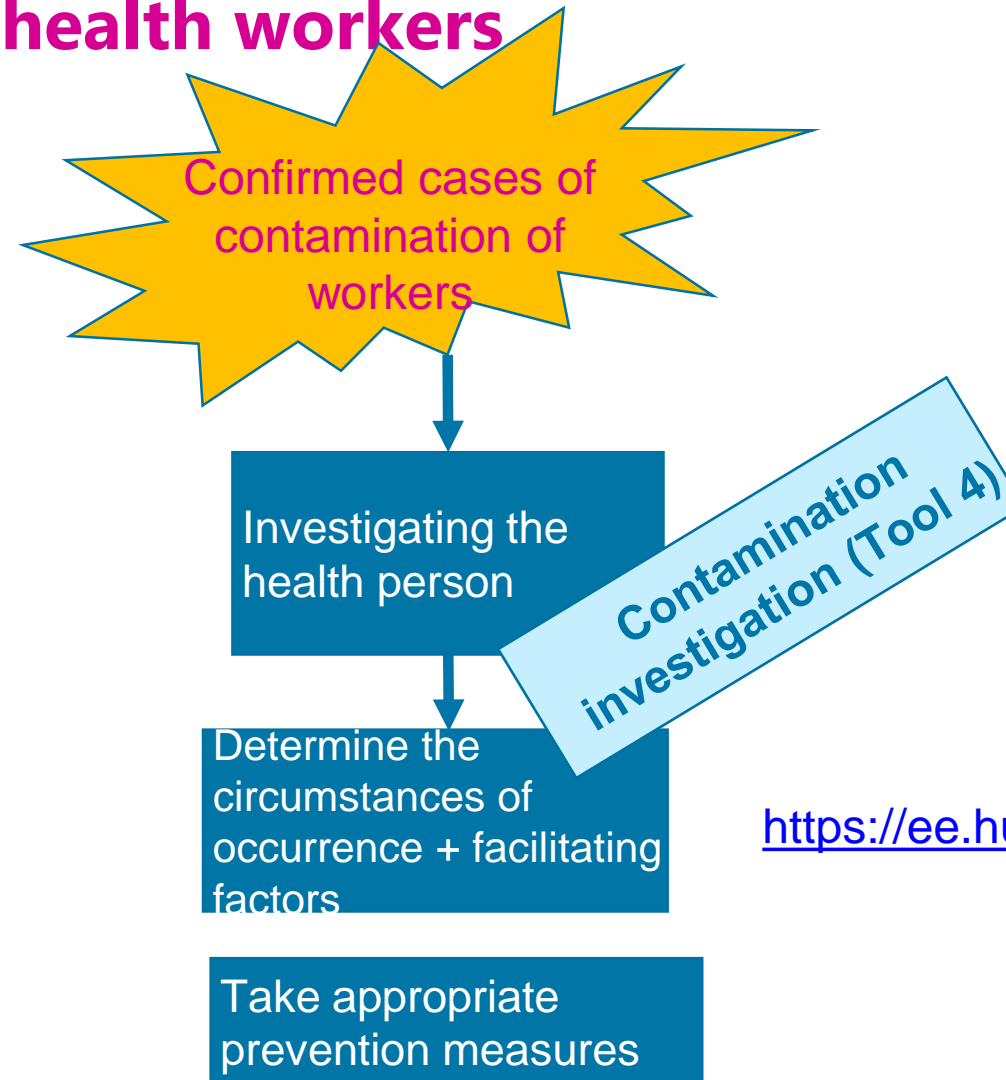 health workers
Confirmed cases of
contamination of
workers
Investigating the
health person
Contamination
investigation (Tool 4)
Determine the
circumstances of
occurrence + facilitating
factors
https://ee.hu
Take appropriate
prevention measures